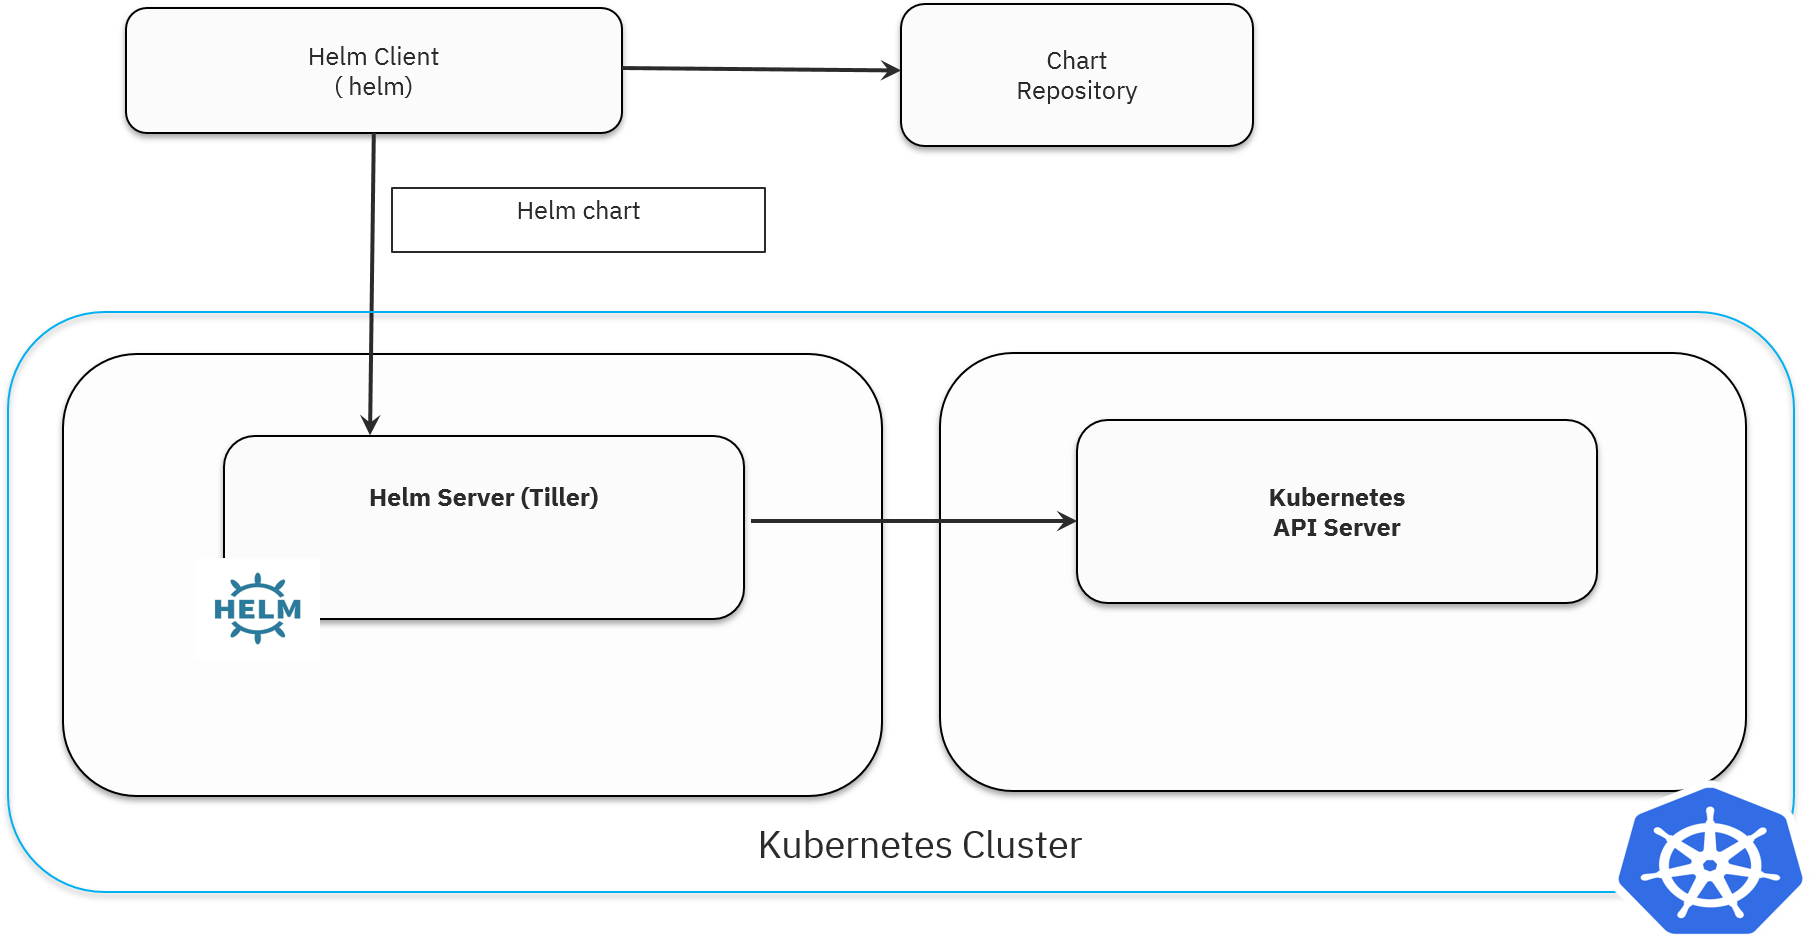 Helm Client
( helm)
Chart
Repository
Helm chart
Helm Server (Tiller)
Kubernetes
API Server
HELM
Kubernetes Cluster